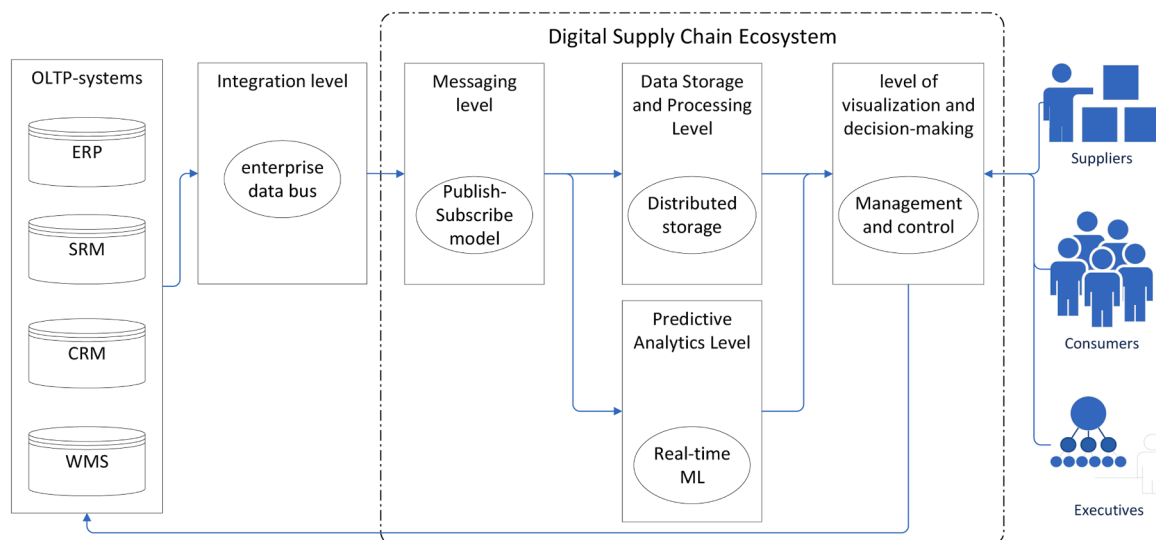 Digital Supply Chain Ecosystem
OLTP-systems
ERP
SRM
CRM
WMS
Integration level
enterprise
data bus
Messaging
level
Publish-
Subscribe
model
Data Storage
and Processing
Level
Distributed
storage
Predictive
Analytics Level
Real-time
ML
level of
visualization and
decision-making
Management
and control
Suppliers
Consumers
Executives